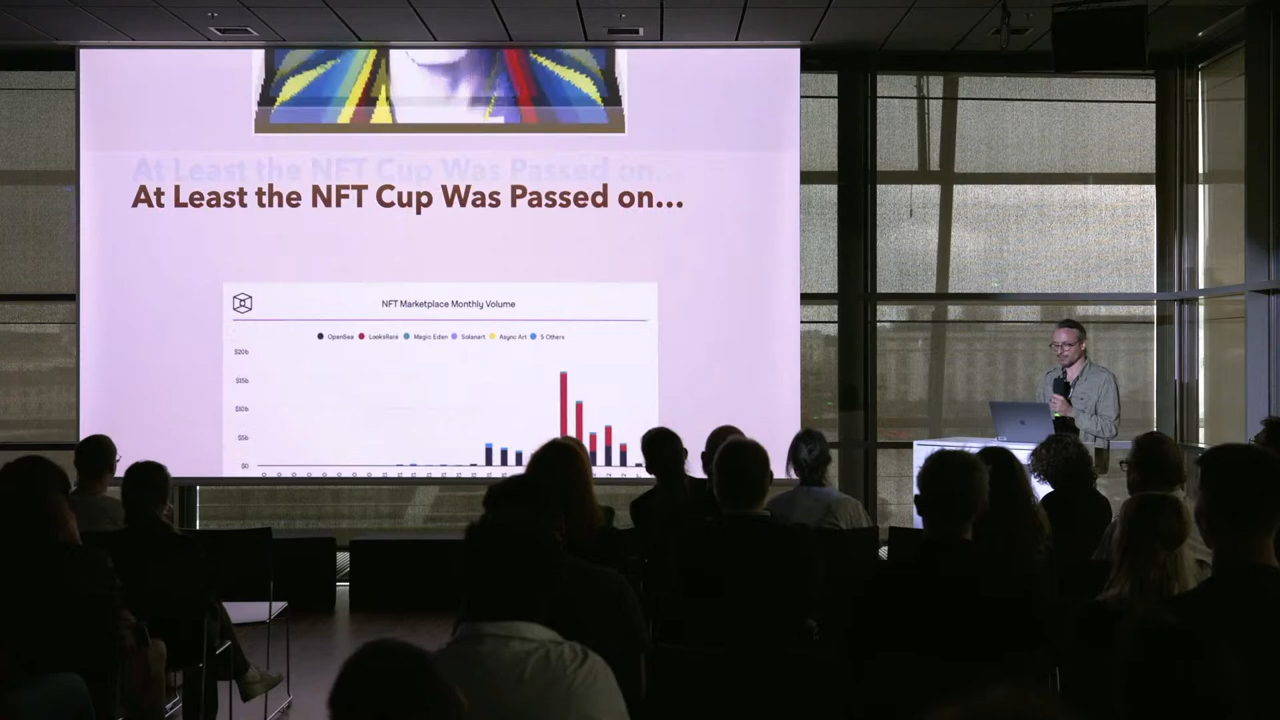 At Least the NFT Cup Was Passed on...
At Least the NFT Cup Was Passed on...
NFT Marketplace Monthly Volume
OpenSea LooksRare Magic Eden Solanart Async Art 5 Others
$20b
$15b
$10b
$5b
$0